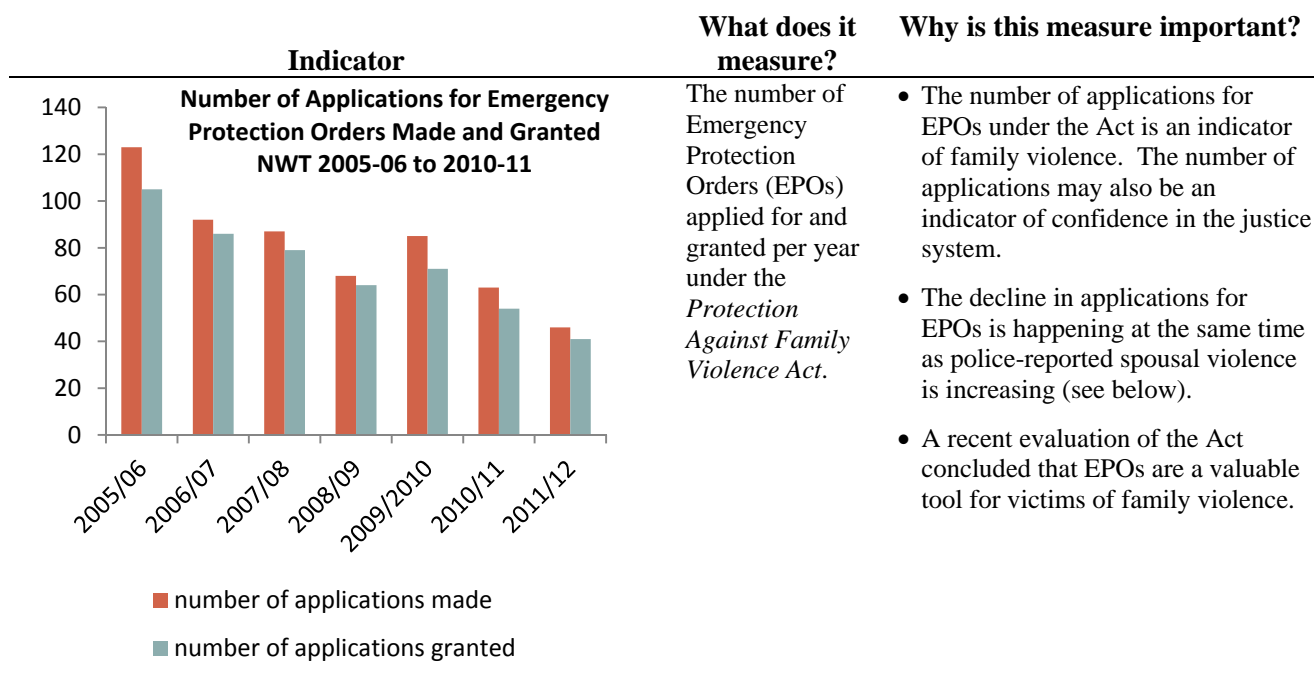 Indicator
What does it
measure?
Why is this measure important?
Number of Applications for Emergency
Protection Orders Made and Granted
NWT 2005-06 to 2010-11
140
120
100
80
60
40
20
0
2005/06
2006/07
2007/08
2008/09
2009/2010
2010/11
2011/12
number of applications made
number of applications granted
The number of
Emergency
Protection
Orders (EPOs)
applied for and
granted per year
under the
Protection
Against Family
Violence Act.
• The number of applications for
EPOs under the Act is an indicator
of family violence.  The number of
applications may also be an
indicator of confidence in the justice
system.
• The decline in applications for
EPOs is happening at the same time
as police-reported spousal violence
is increasing (see below).
• A recent evaluation of the Act
concluded that EPOs are a valuable
tool for victims of family violence.